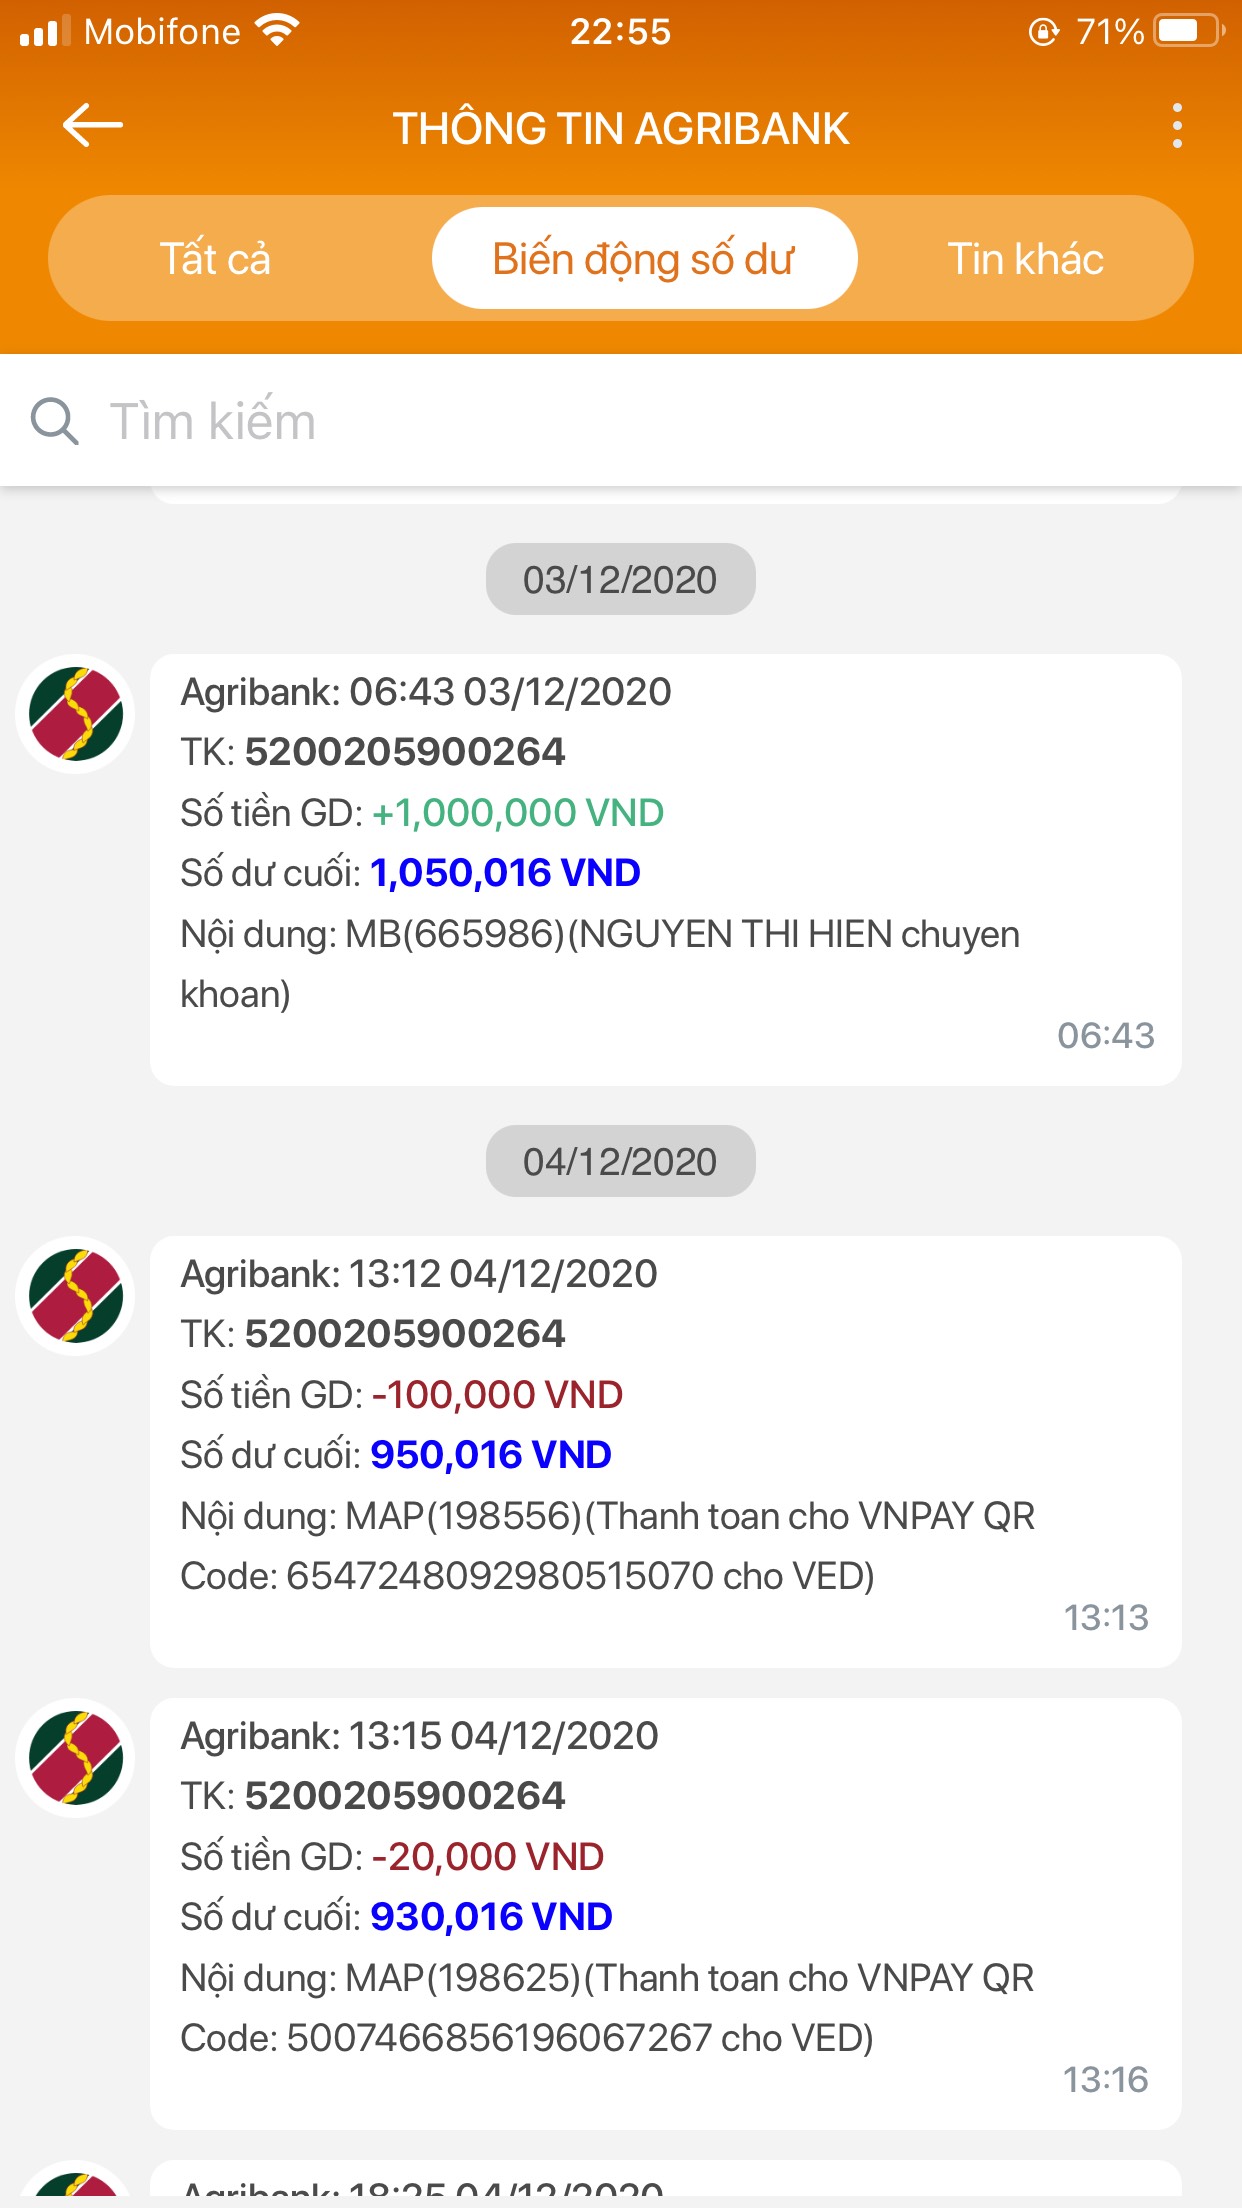 Mobifone 22:55 71%
THÔNG TIN AGRIBANK
Tất cả Biến động số dư Tin khác
Tìm kiếm
03/12/2020
Agribank: 06:43 03/12/2020
TK: 5200205900264
Số tiền GD: +1,000,000 VND
Số dư cuối: 1,050,016 VND
Nội dung: MB(665986)(NGUYEN THI HIEN chuyen
khoan)
06:43
04/12/2020
Agribank: 13:12 04/12/2020
TK: 5200205900264
Số tiền GD: -100,000 VND
Số dư cuối: 950,016 VND
Nội dung: MAP(198556)(Thanh toan cho VNPAY QR
Code: 6547248092980515070 cho VED)
13:13
Agribank: 13:15 04/12/2020
TK: 5200205900264
Số tiền GD: -20,000 VND
Số dư cuối: 930,016 VND
Nội dung: MAP(198625)(Thanh toan cho VNPAY QR
Code: 5007466856196067267 cho VED)
13:16
Agribank: 18:25 04/12/2020